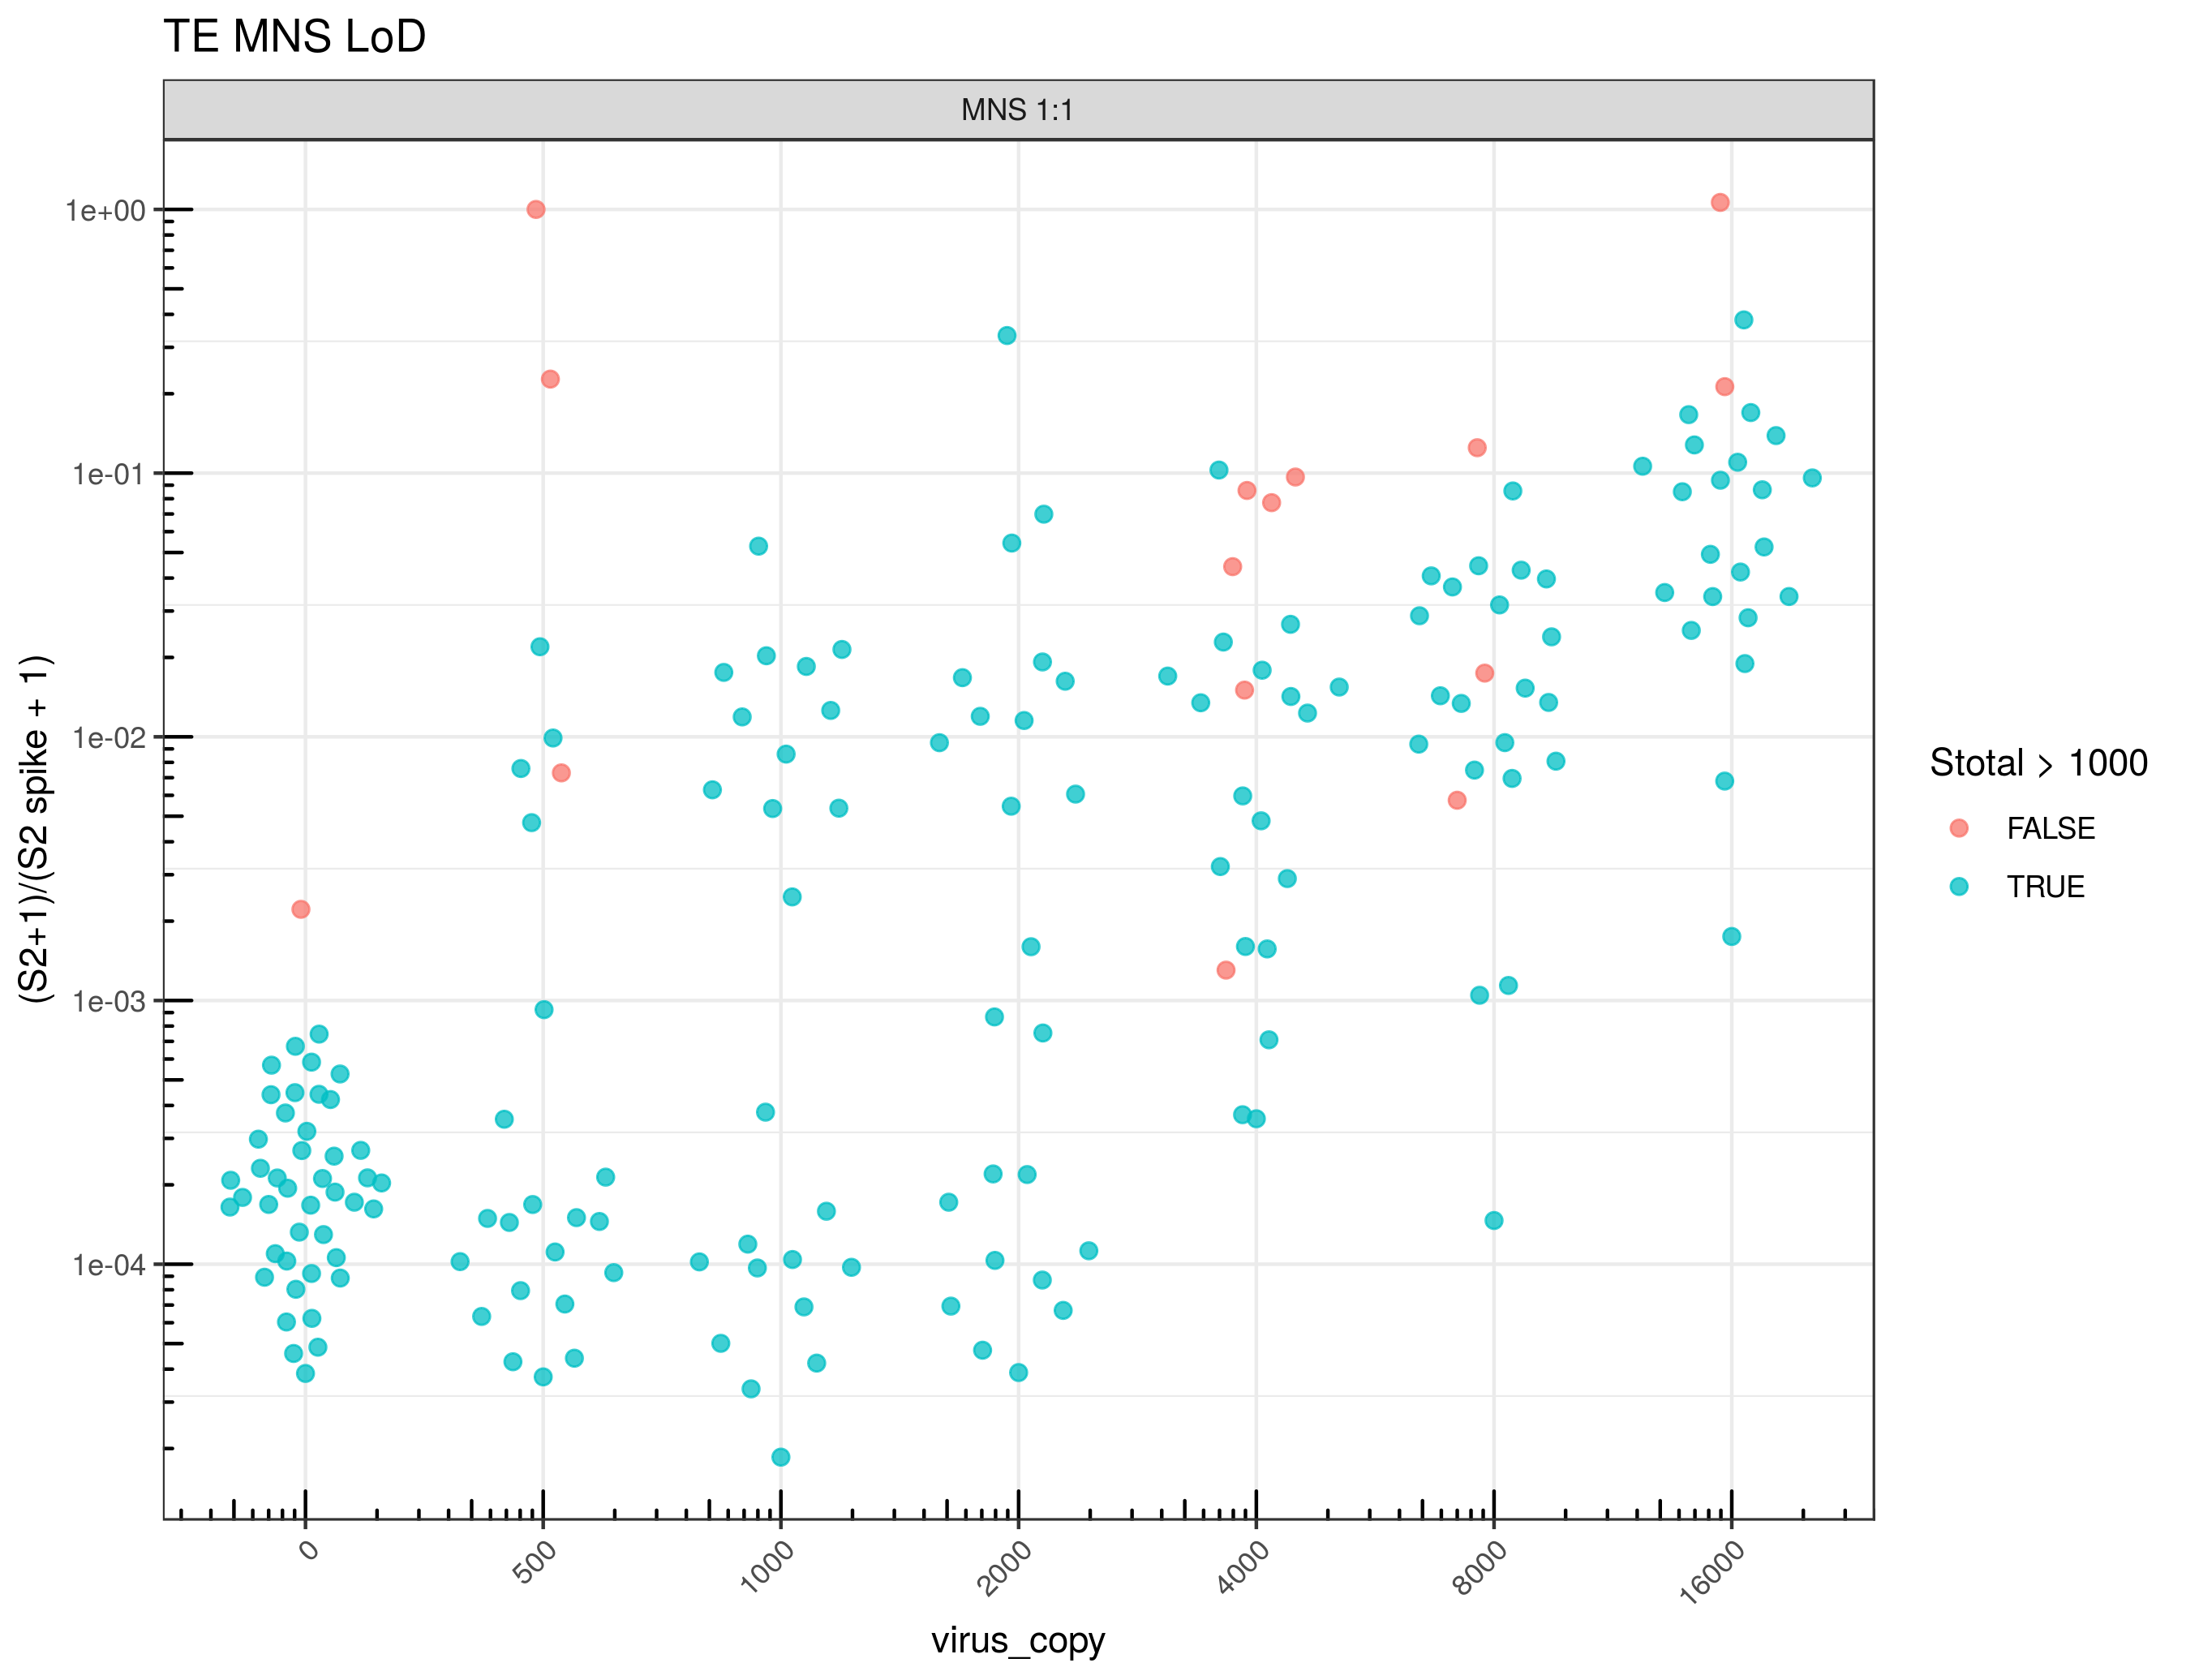 TE MNS LoD
MNS 1:1
1e+00
1e-01
1e-02
1e-03
1e-04
(S2+1)/(S2 spike + 1)
0
500
1000
2000
4000
8000
16000
virus_copy
Stotal > 1000
FALSE
TRUE